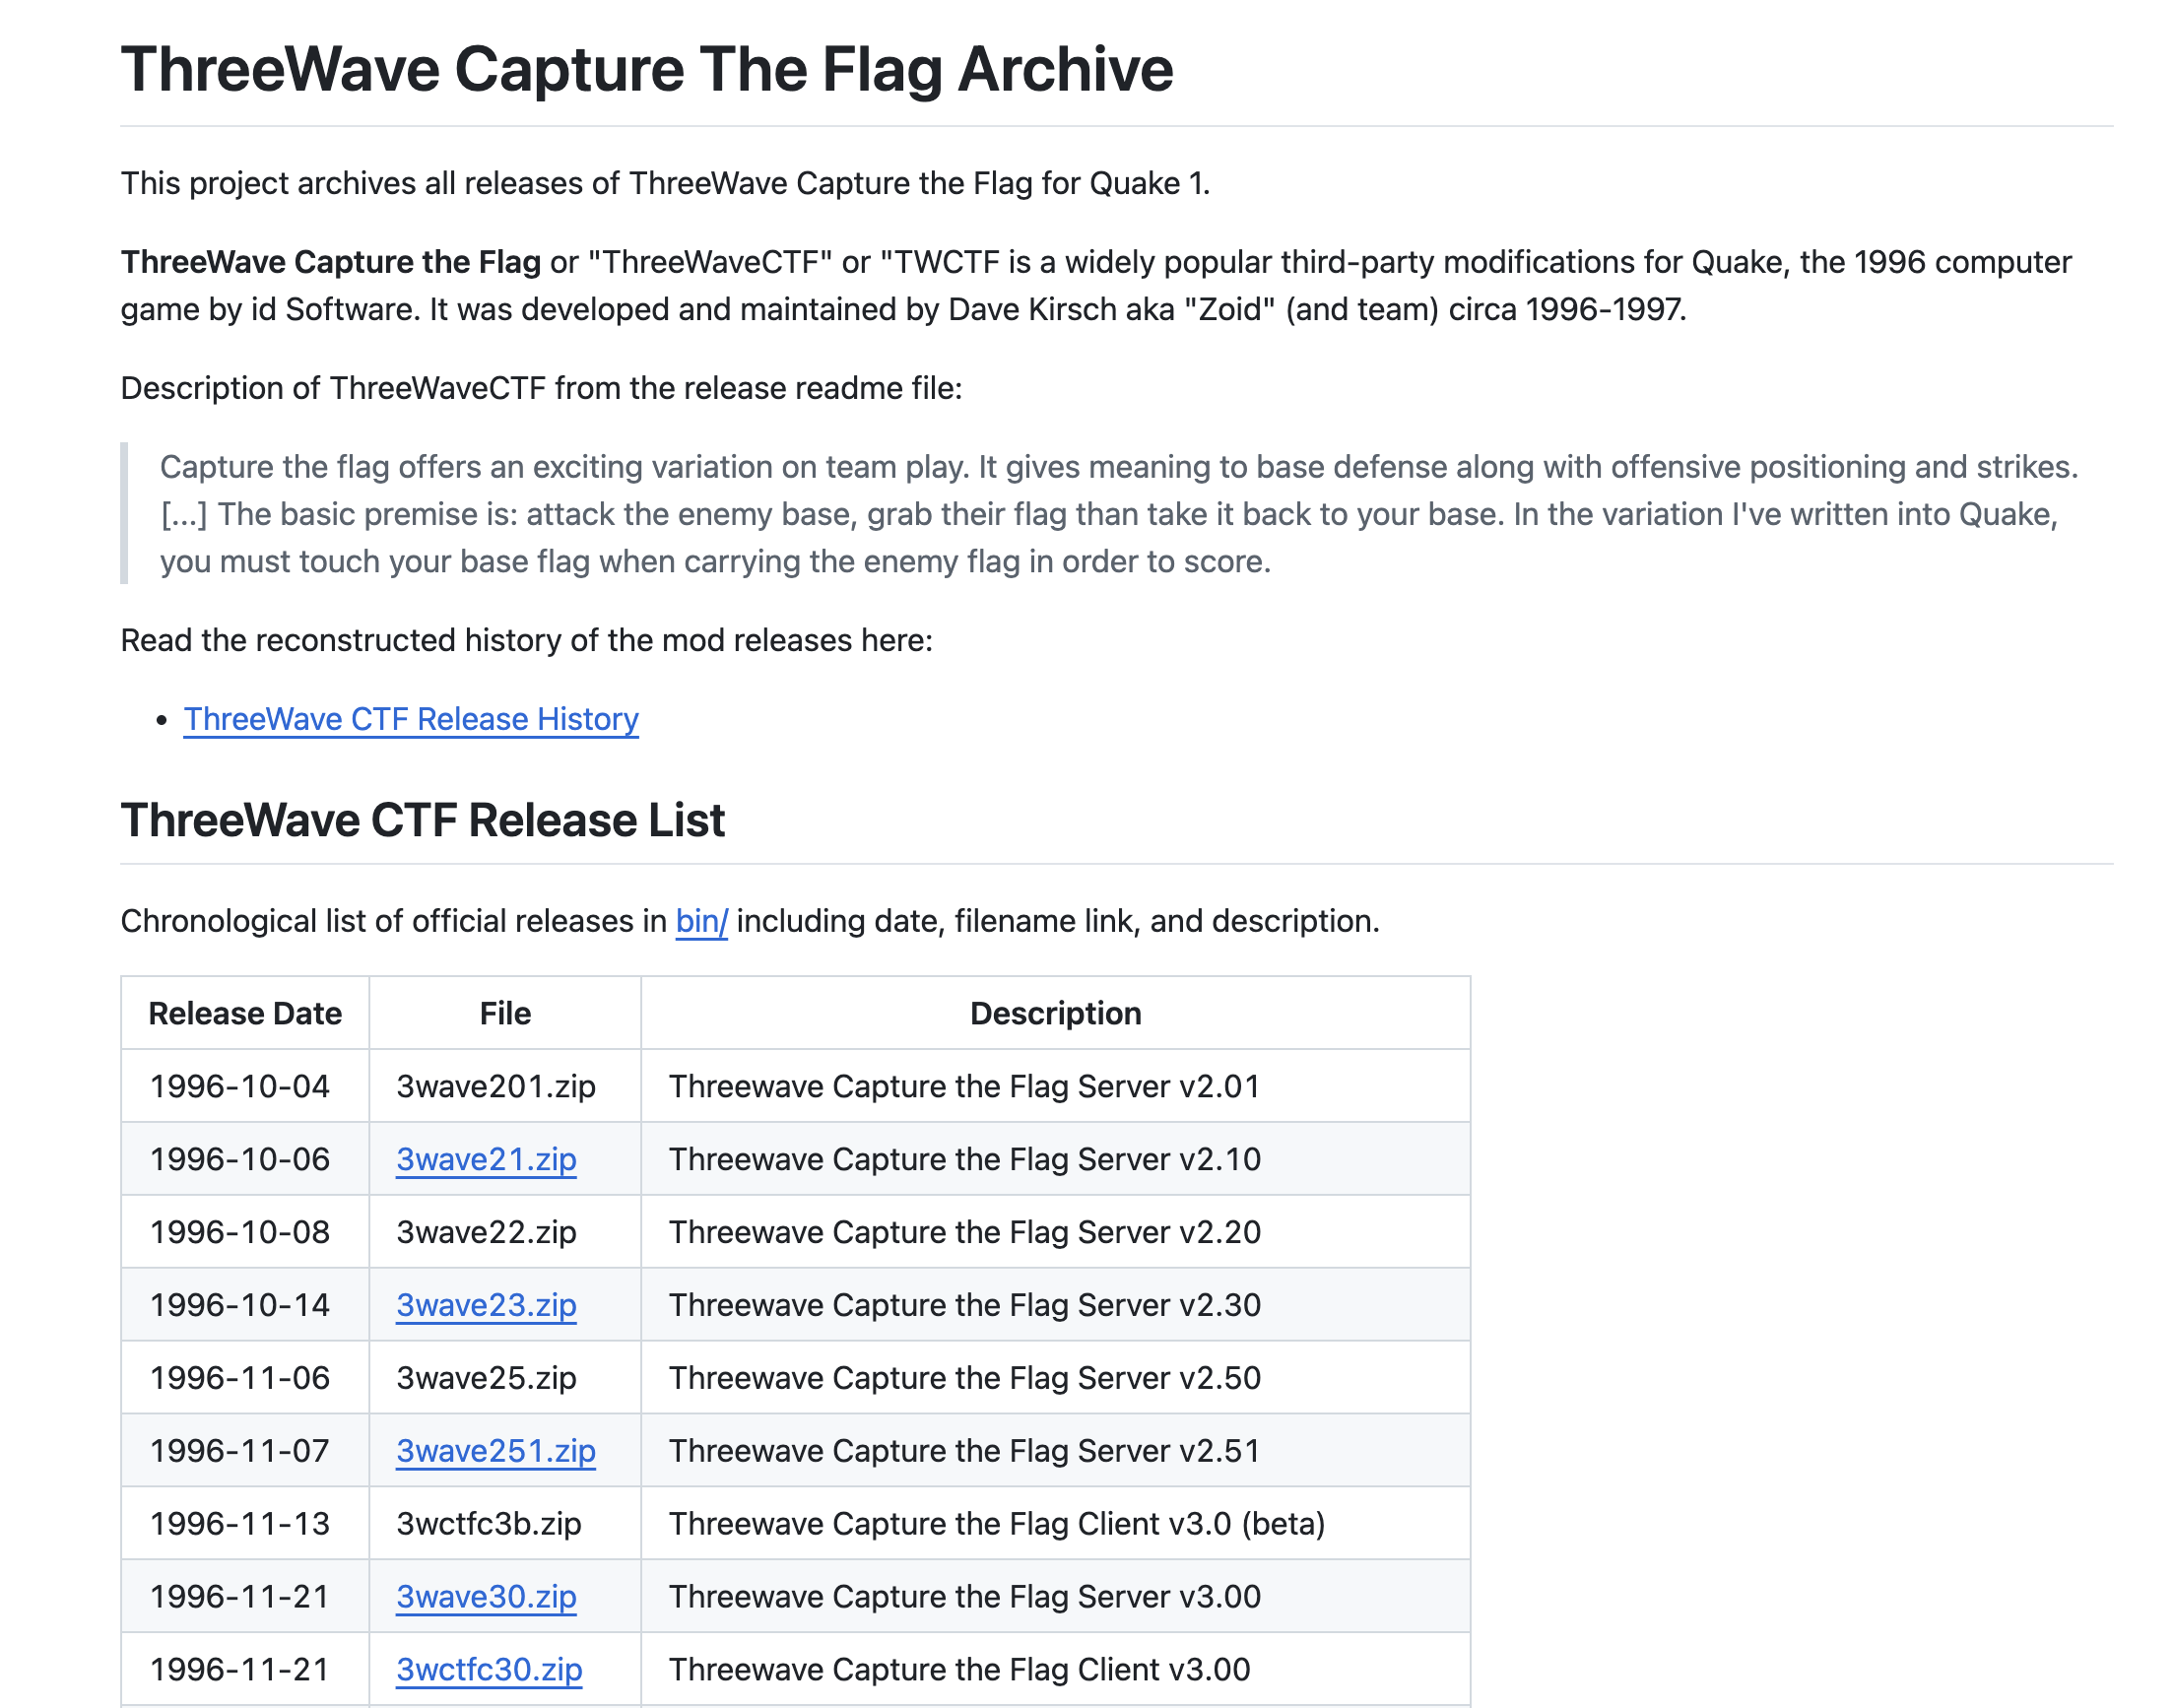 ThreeWave Capture The Flag Archive
This project archives all releases of ThreeWave Capture the Flag for Quake 1.
ThreeWave Capture the Flag or "ThreeWaveCTF" or "TWCTF is a widely popular third-party modifications for Quake, the 1996 computer
game by id Software. It was developed and maintained by Dave Kirsch aka "Zoid" (and team) circa 1996-1997.
Description of ThreeWaveCTF from the release readme file:
Capture the flag offers an exciting variation on team play. It gives meaning to base defense along with offensive positioning and strikes.
[...] The basic premise is: attack the enemy base, grab their flag than take it back to your base. In the variation I've written into Quake,
you must touch your base flag when carrying the enemy flag in order to score.
Read the reconstructed history of the mod releases here:
• ThreeWave CTF Release History
ThreeWave CTF Release List
Chronological list of official releases in bin/ including date, filename link, and description.
Release Date File Description
1996-10-04 3wave201.zip Threewave Capture the Flag Server v2.01
1996-10-06 3wave21.zip Threewave Capture the Flag Server v2.10
1996-10-08 3wave22.zip Threewave Capture the Flag Server v2.20
1996-10-14 3wave23.zip Threewave Capture the Flag Server v2.30
1996-11-06 3wave25.zip Threewave Capture the Flag Server v2.50
1996-11-07 3wave251.zip Threewave Capture the Flag Server v2.51
1996-11-13 3wctfc3b.zip Threewave Capture the Flag Client v3.0 (beta)
1996-11-21 3wave30.zip Threewave Capture the Flag Server v3.00
1996-11-21 3wctfc30.zip Threewave Capture the Flag Client v3.00